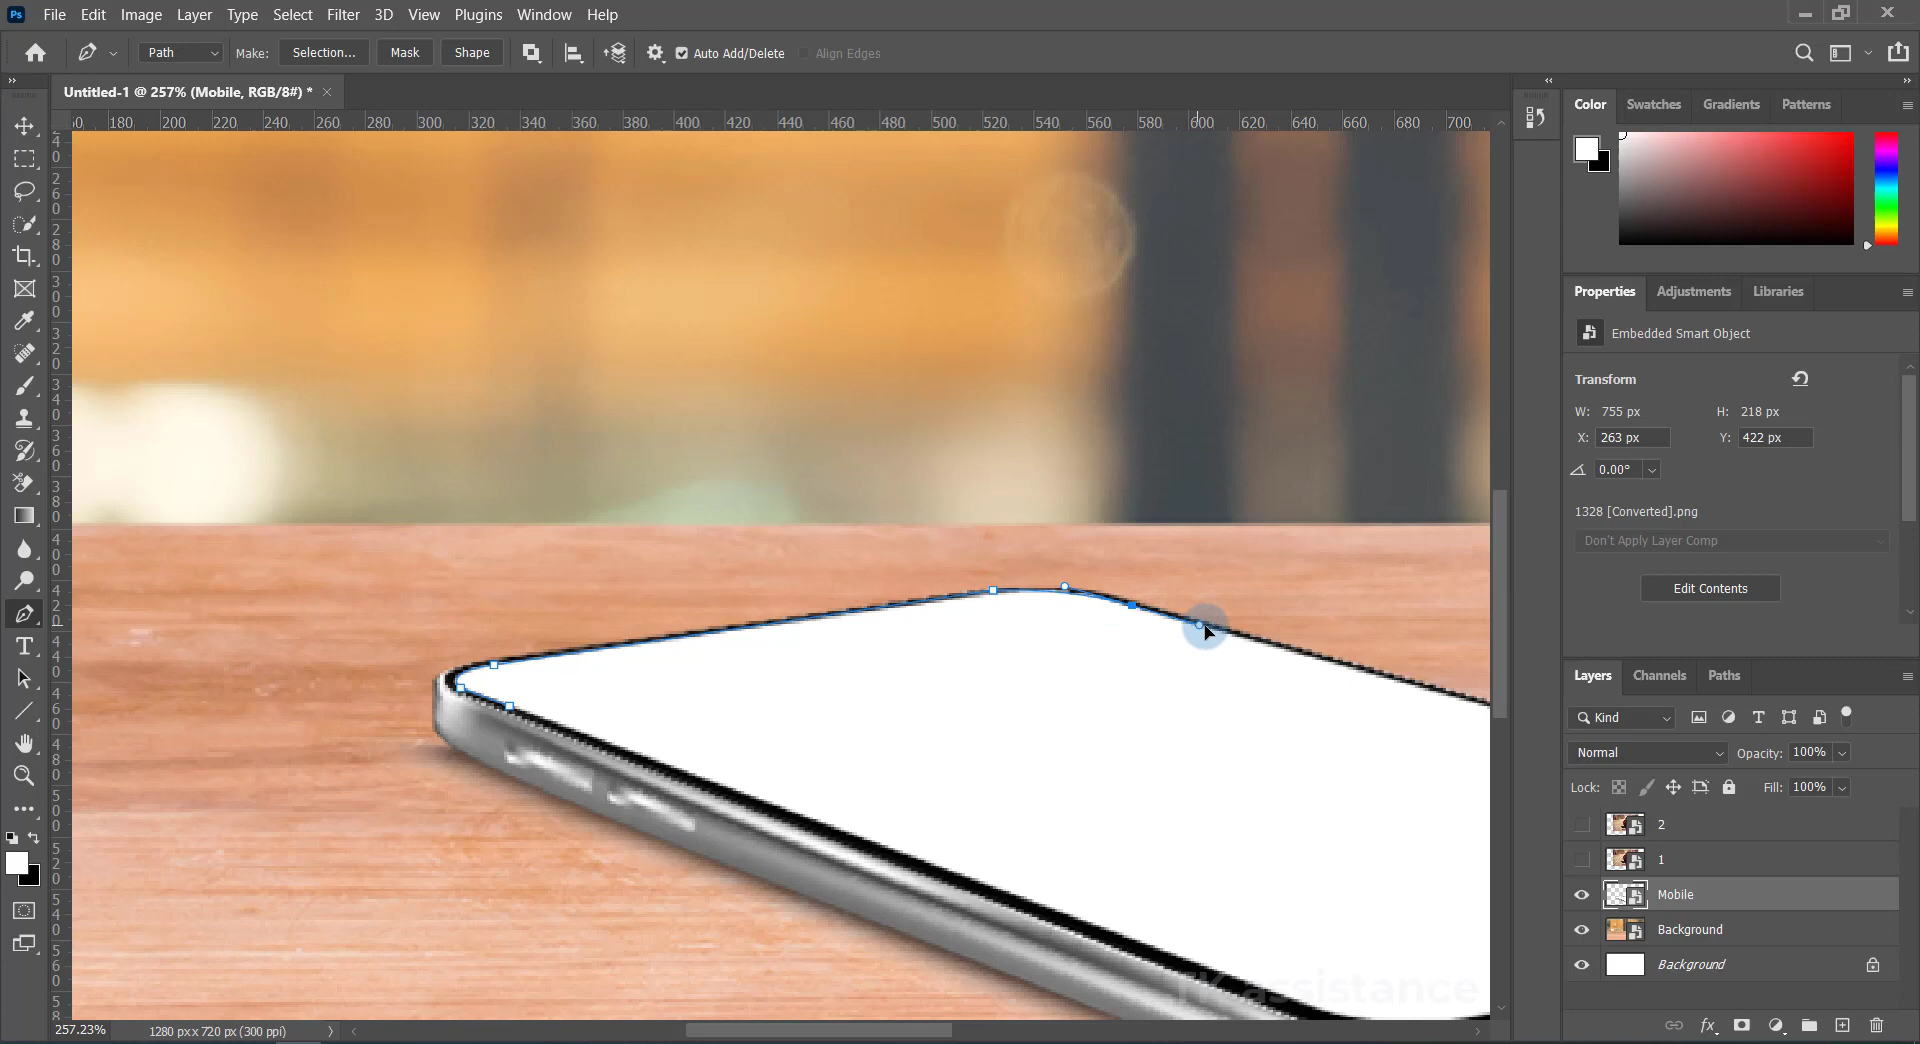 Ps File Edit Image Layer Type Select Filter 3D View Plugins Window Help
Path Make: Selection... Mask Shape Auto Add/Delete Align Edges
Untitled-1 @ 257% (Mobile, RGB/8#) *
180 200 220 240 260 280 300 320 340 360 380 400 420 440 460 480 500 520 540 560 580 600 620 640 660 680 700
Color Swatches Gradients Patterns
Properties Adjustments Libraries
Embedded Smart Object
Transform
W: 755 px H: 218 px
X: 263 px Y: 422 px
0.00°
1328 [Converted].png
Don't Apply Layer Comp
Edit Contents
Layers Channels Paths
Kind
Normal Opacity: 100%
Lock: Fill: 100%
2
1
Mobile
Background
Background
assistance
257.23% 1280 px x 720 px (300 ppi)
fx